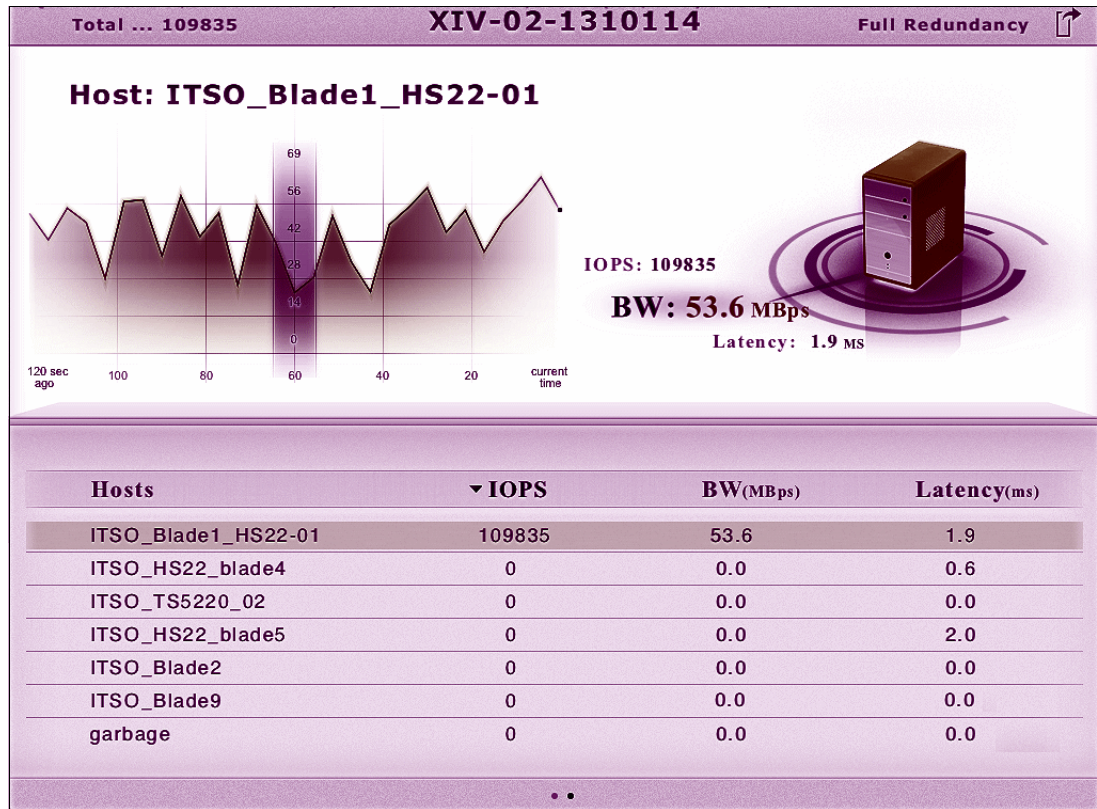 Total ... 109835 XIV-02-1310114 Full Redundancy
Host: ITSO_Blade1_HS22-01
69
56
42
28
14
0
120 sec ago 100 80 60 40 20 current time
IOPS: 109835
BW: 53.6 MBps
Latency: 1.9 MS
Hosts IOPS BW(MBps) Latency(ms)
ITSO_Blade1_HS22-01 109835 53.6 1.9
ITSO_HS22_blade4 0 0.0 0.6
ITSO_TS5220_02 0 0.0 0.0
ITSO_HS22_blade5 0 0.0 2.0
ITSO_Blade2 0 0.0 0.0
ITSO_Blade9 0 0.0 0.0
garbage 0 0.0 0.0